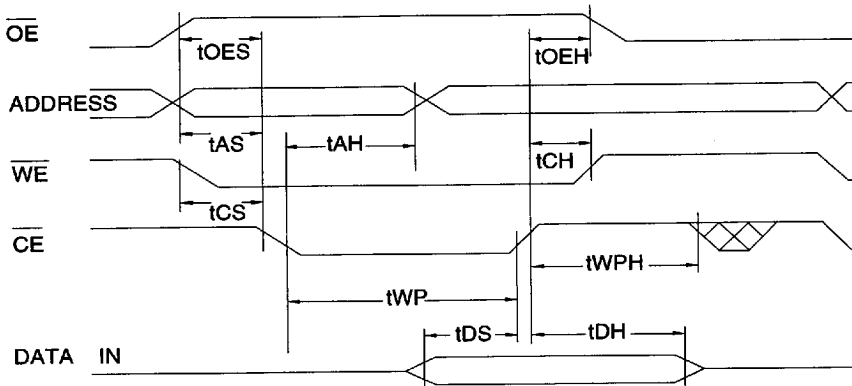 OE
tOES
tOEH
ADDRESS
tAS
tAH
tCH
WE
tCS
CE
tWPH
tWP
tDS
tDH
DATA IN